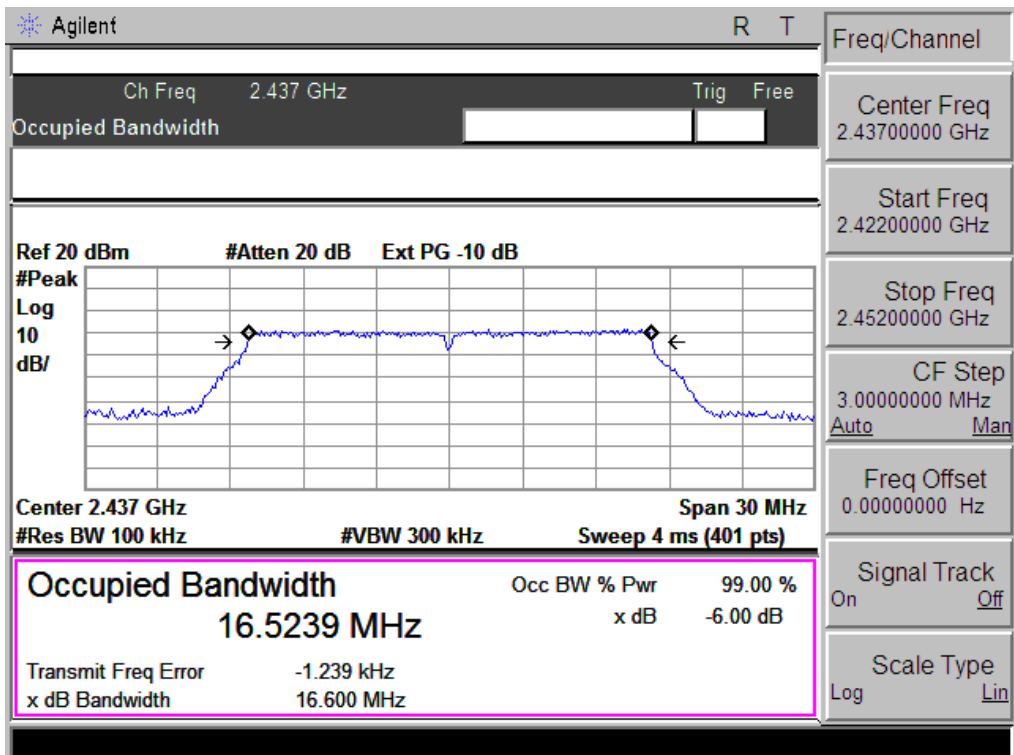 Agilent R T
Ch Freq 2.437 GHz Trig Free
Occupied Bandwidth
Ref 20 dBm #Atten 20 dB Ext PG -10 dB
#Peak
Log
10
dB/
Center 2.437 GHz Span 30 MHz
#Res BW 100 kHz #VBW 300 kHz Sweep 4 ms (401 pts)
Occupied Bandwidth Occ BW % Pwr 99.00 %
16.5239 MHz x dB -6.00 dB
Transmit Freq Error -1.239 kHz
x dB Bandwidth 16.600 MHz
Freq/Channel
Center Freq
2.43700000 GHz
Start Freq
2.42200000 GHz
Stop Freq
2.45200000 GHz
CF Step
3.00000000 MHz
Auto Man
Freq Offset
0.00000000 Hz
Signal Track
On Off
Scale Type
Log Lin